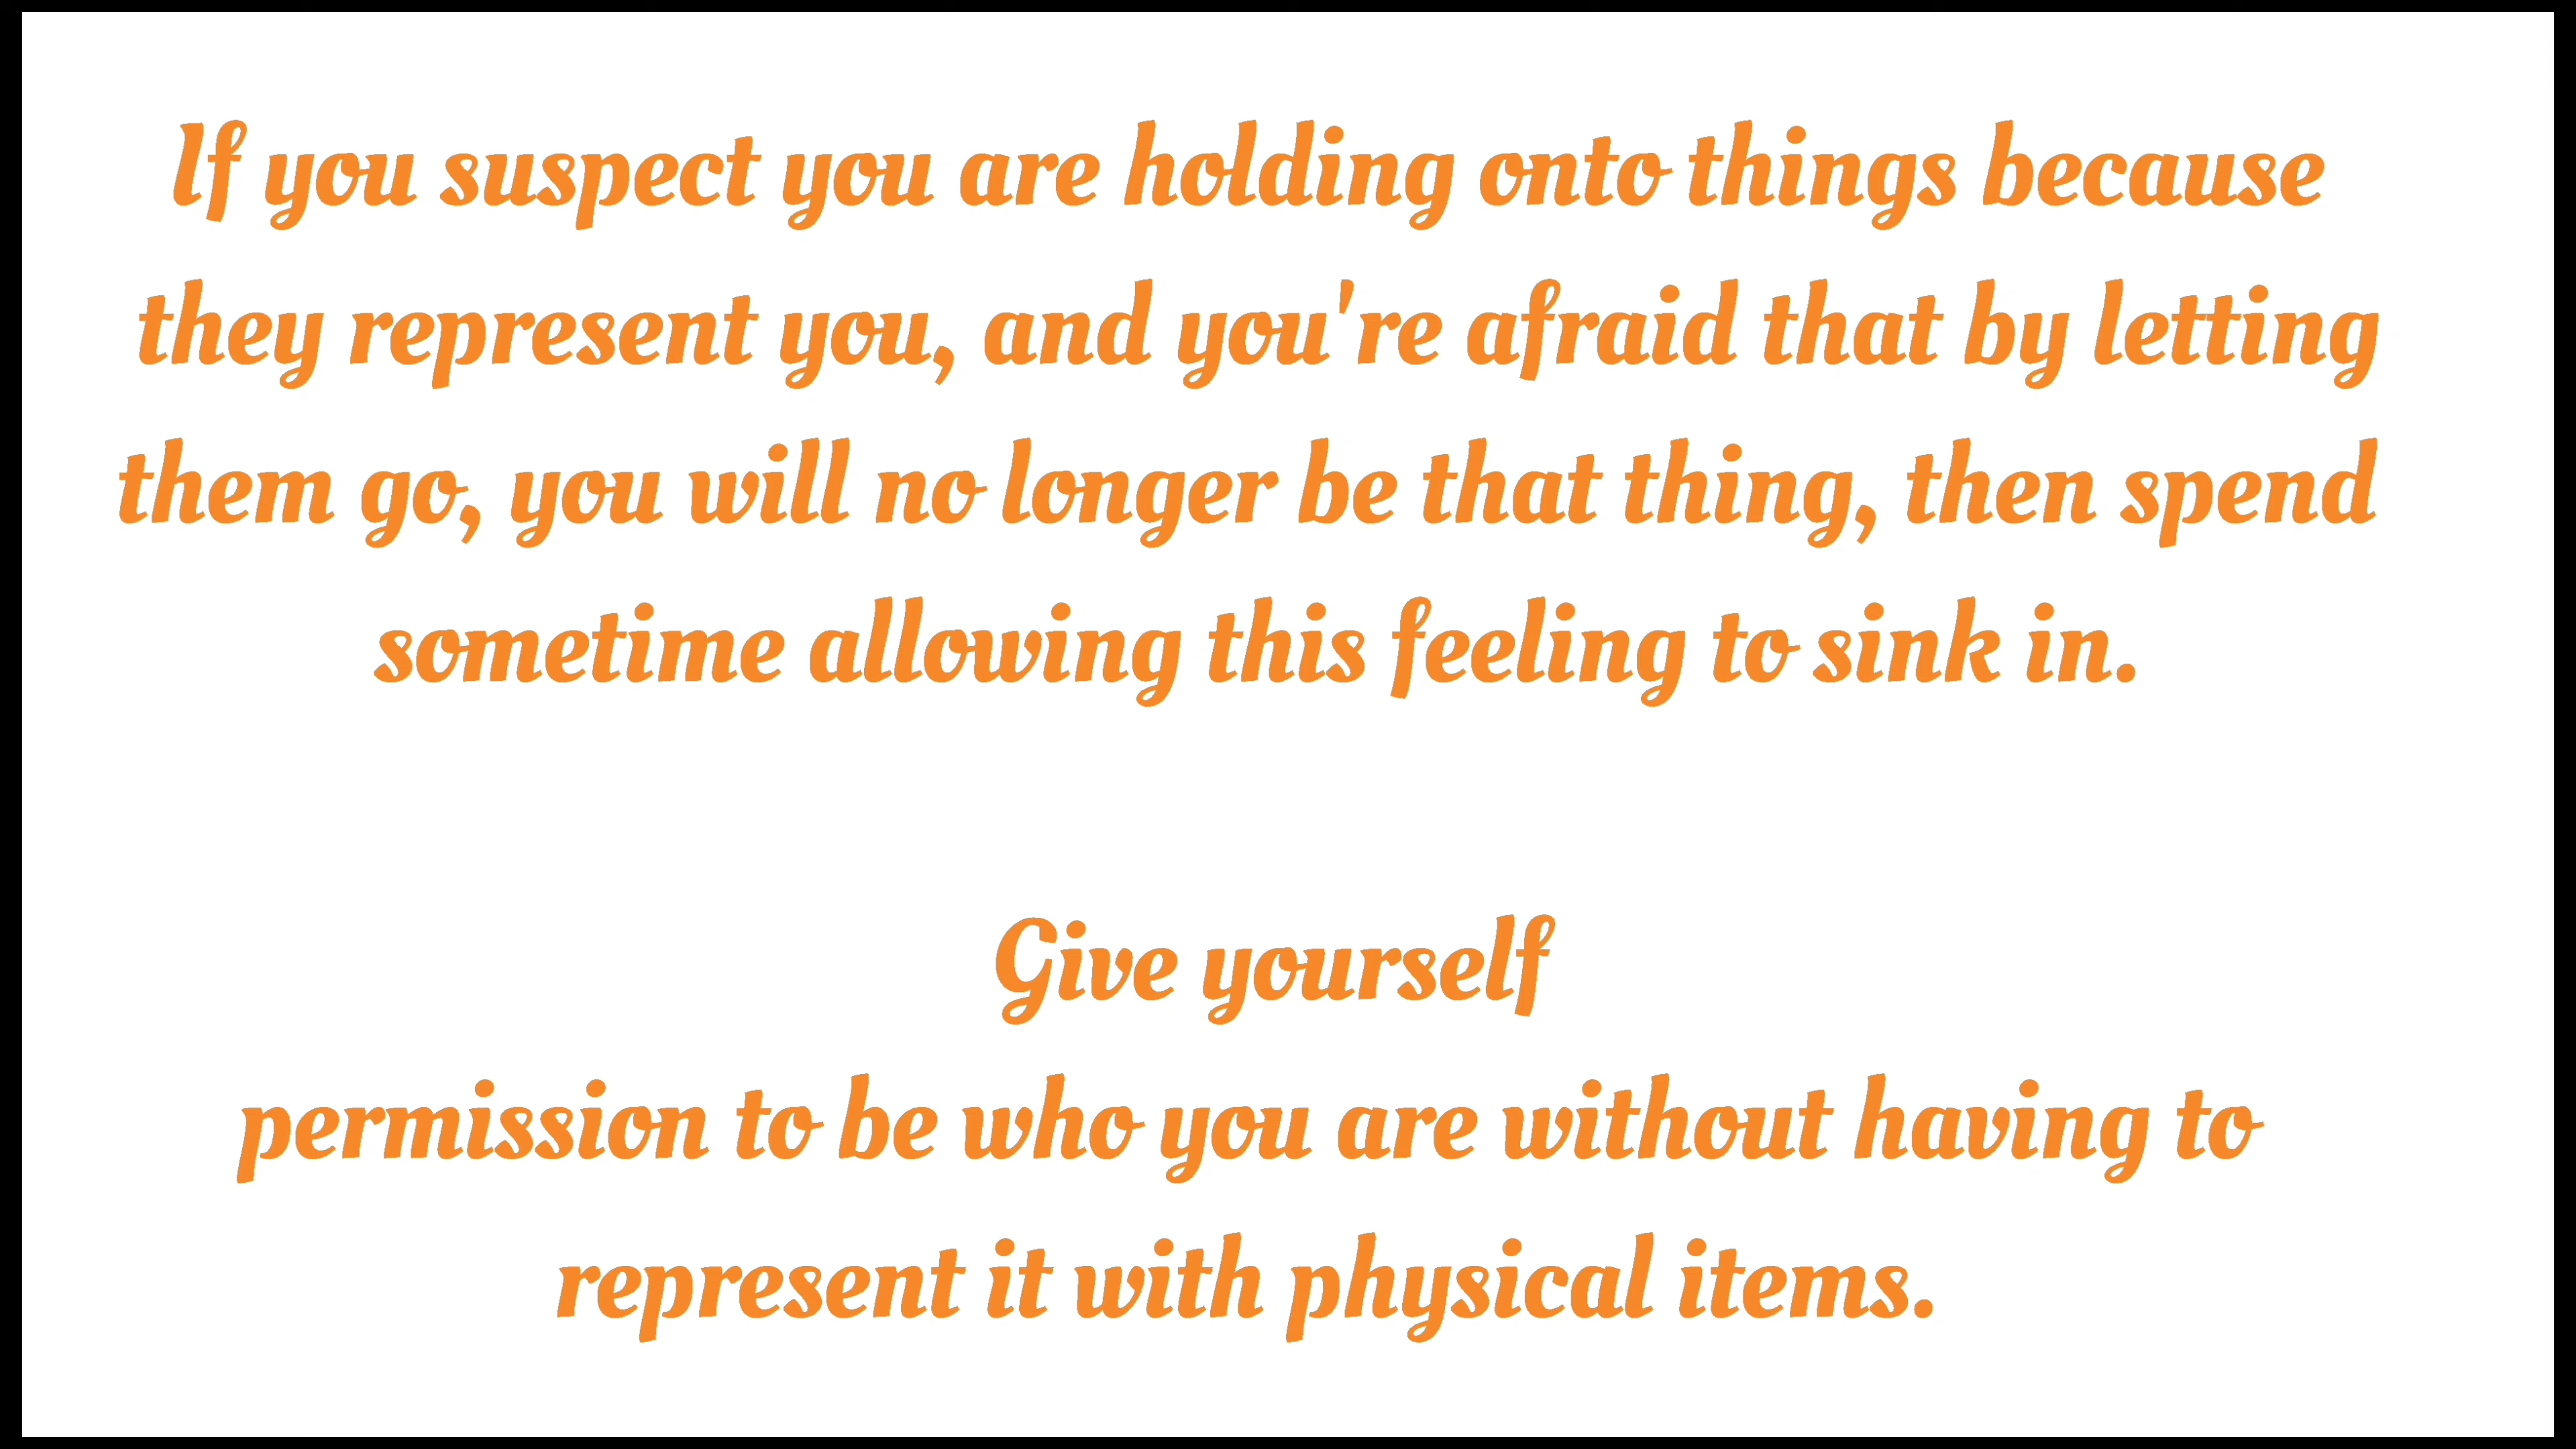 If you suspect you are holding onto things because
they represent you, and you're afraid that by letting
them go, you will no longer be that thing, then spend
sometime allowing this feeling to sink in.
Give yourself
permission to be who you are without having to
represent it with physical items.